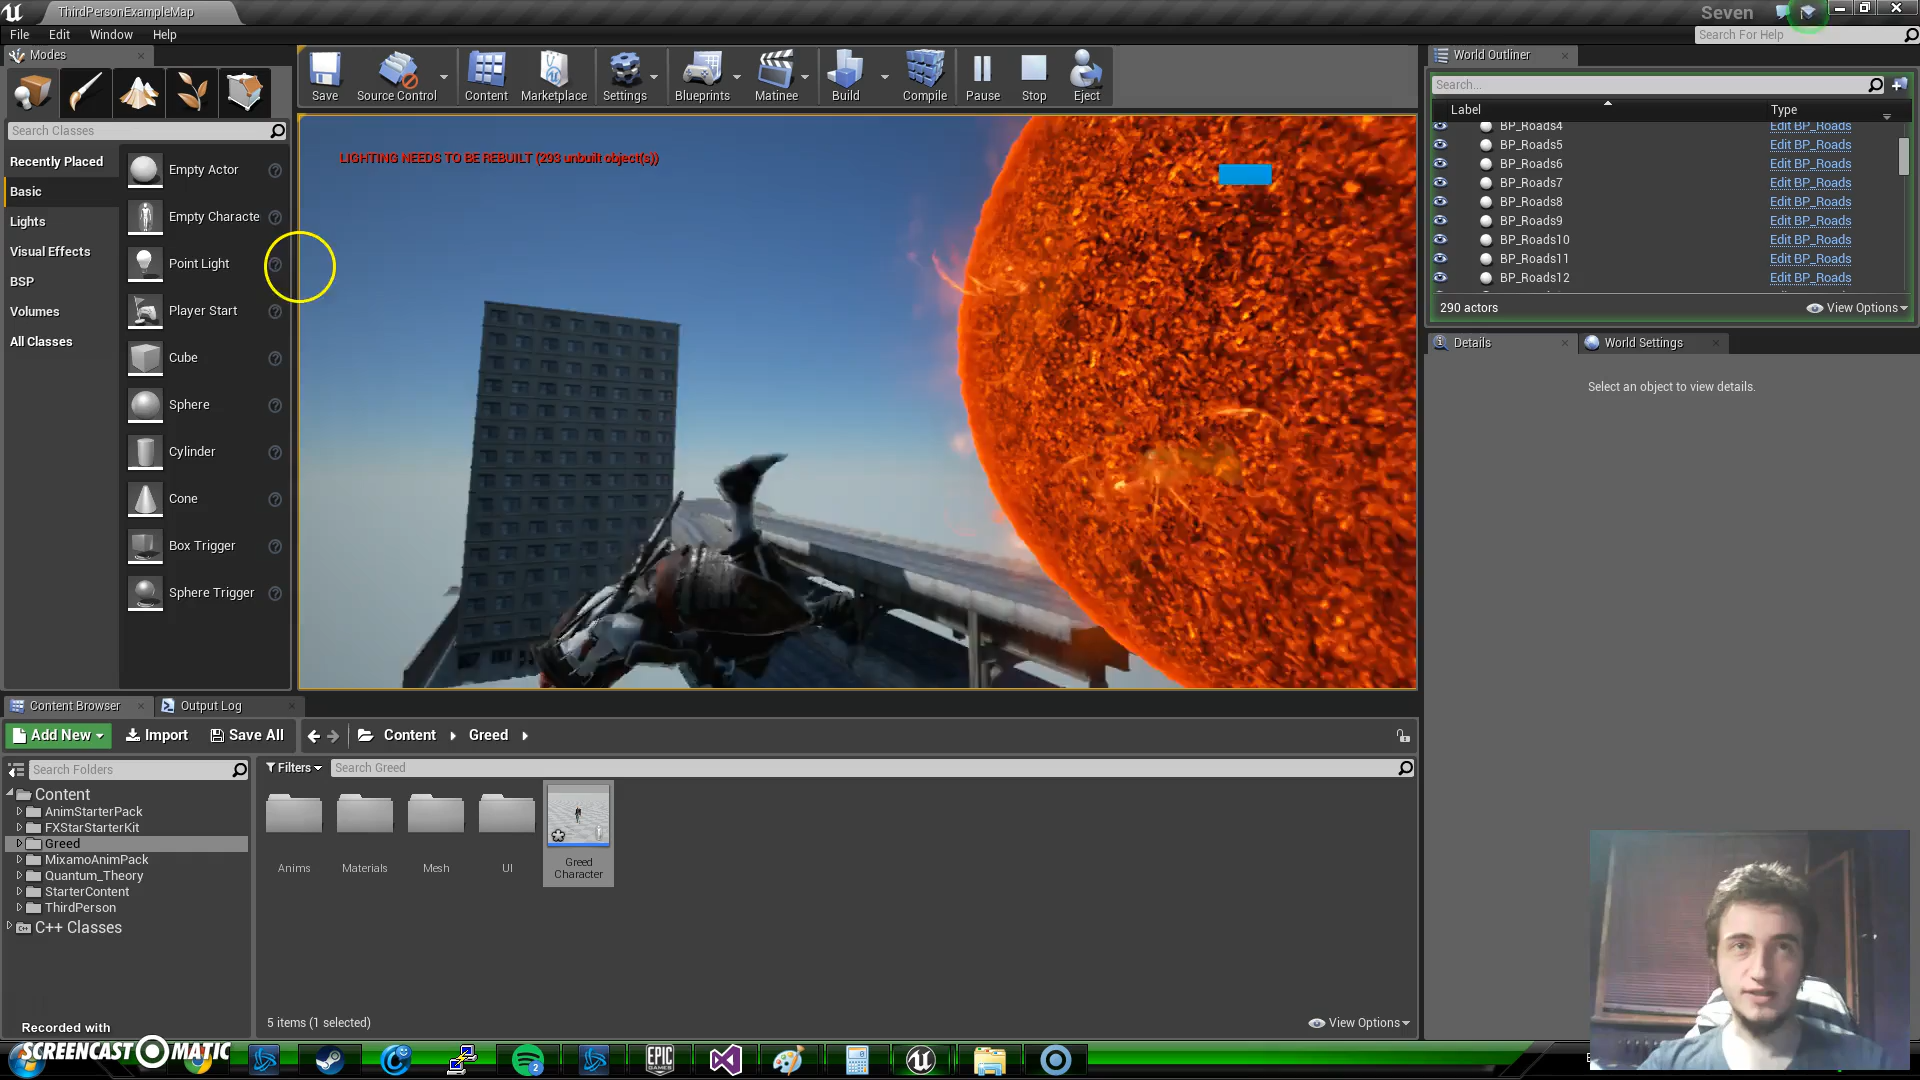 ThirdPersonExampleMap
Seven
File
Edit
Window
Help
Search For Help
Modes
Save
Source Control
Content
Marketplace
Settings
Blueprints
Matinee
Build
Compile
Pause
Stop
Eject
World Outliner
Search...
Label
Type
BP_Roads4
Edit BP_Roads
BP_Roads5
Edit BP_Roads
BP_Roads6
Edit BP_Roads
BP_Roads7
Edit BP_Roads
BP_Roads8
Edit BP_Roads
BP_Roads9
Edit BP_Roads
BP_Roads10
Edit BP_Roads
BP_Roads11
Edit BP_Roads
BP_Roads12
Edit BP_Roads
290 actors
View Options
Details
World Settings
Select an object to view details.
Search Classes
Recently Placed
Basic
Lights
Visual Effects
BSP
Volumes
All Classes
Empty Actor
Empty Characte
Point Light
Player Start
Cube
Sphere
Cylinder
Cone
Box Trigger
Sphere Trigger
LIGHTING NEEDS TO BE REBUILT (293 unbuilt object(s))
Content Browser
Output Log
Add New
Import
Save All
Content
Greed
Search Folders
Filters
Search Greed
Content
AnimStarterPack
FXStarStarterKit
Greed
MixamoAnimPack
Quantum_Theory
StarterContent
ThirdPerson
C++ Classes
Anims
Materials
Mesh
UI
Greed
Character
5 items (1 selected)
View Options
Recorded with
SCREENCAST MATIC
2
EPIC
GAMES